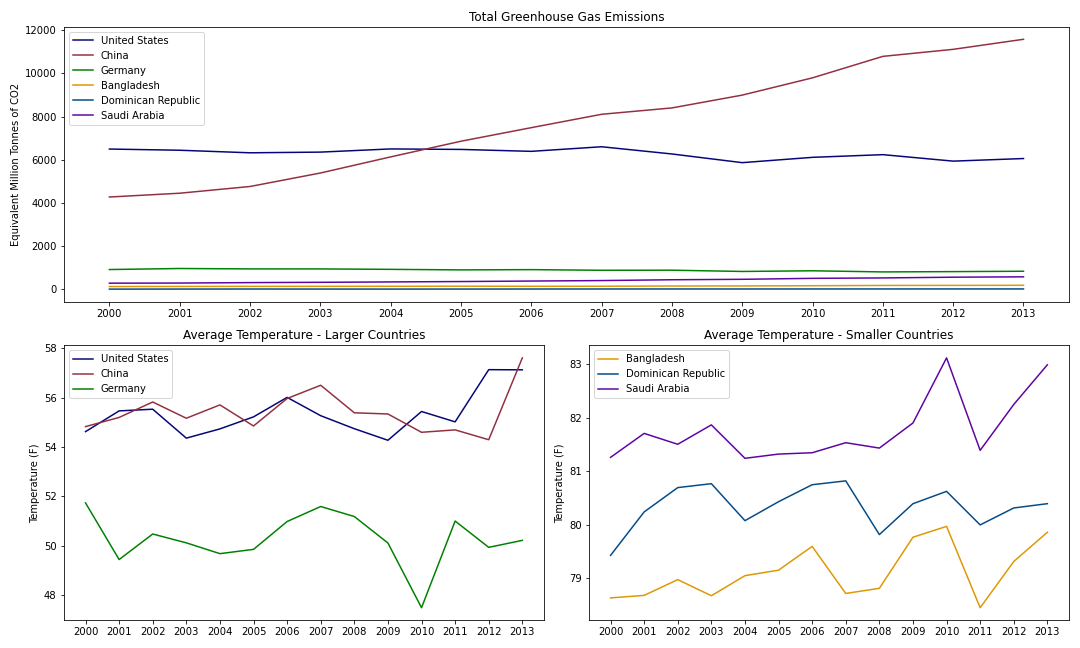 Total Greenhouse Gas Emissions
Equivalent Million Tonnes of CO2
12000
10000
8000
6000
4000
2000
0
United States
China
Germany
Bangladesh
Dominican Republic
Saudi Arabia
2000 2001 2002 2003 2004 2005 2006 2007 2008 2009 2010 2011 2012 2013
Average Temperature - Larger Countries
Temperature (F)
58
56
54
52
50
48
United States
China
Germany
2000 2001 2002 2003 2004 2005 2006 2007 2008 2009 2010 2011 2012 2013
Average Temperature - Smaller Countries
Temperature (F)
83
82
81
80
79
Bangladesh
Dominican Republic
Saudi Arabia
2000 2001 2002 2003 2004 2005 2006 2007 2008 2009 2010 2011 2012 2013